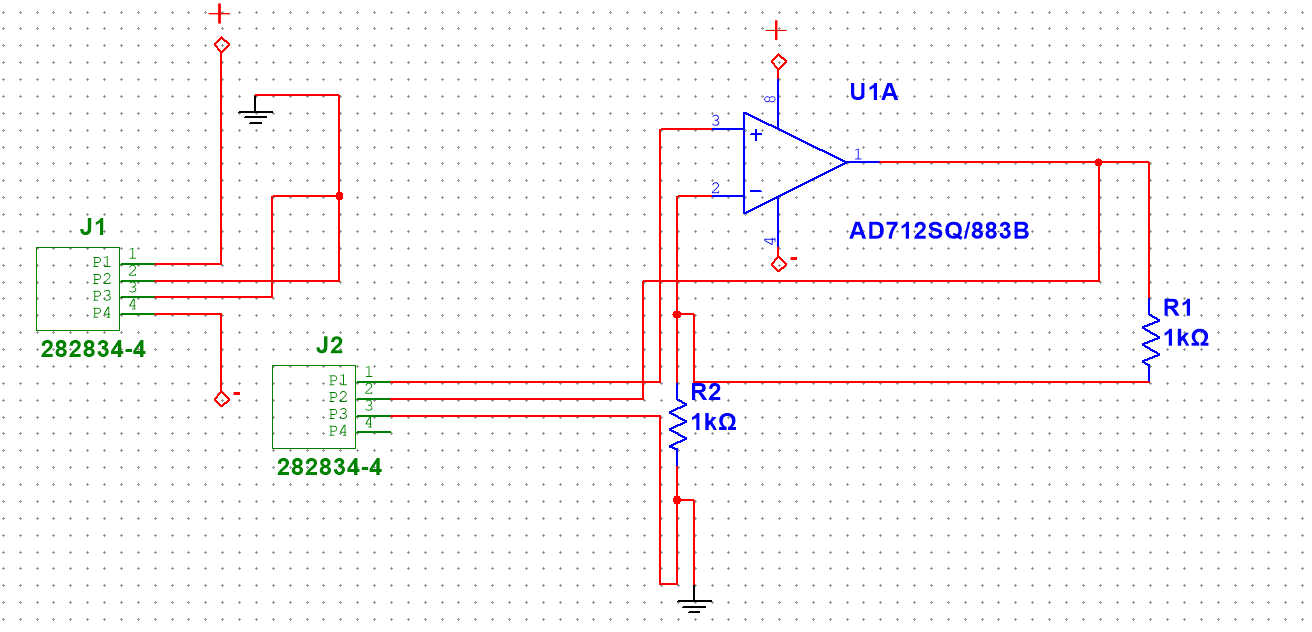 +
+
8
U1A
3
+
1
2
−
4
AD712SQ/883B
-
J1
P1 1
P2 2
P3 3
P4 4
282834-4
-
R1
1kΩ
J2
P1 1
P2 2
P3 3
P4 4
282834-4
R2
1kΩ